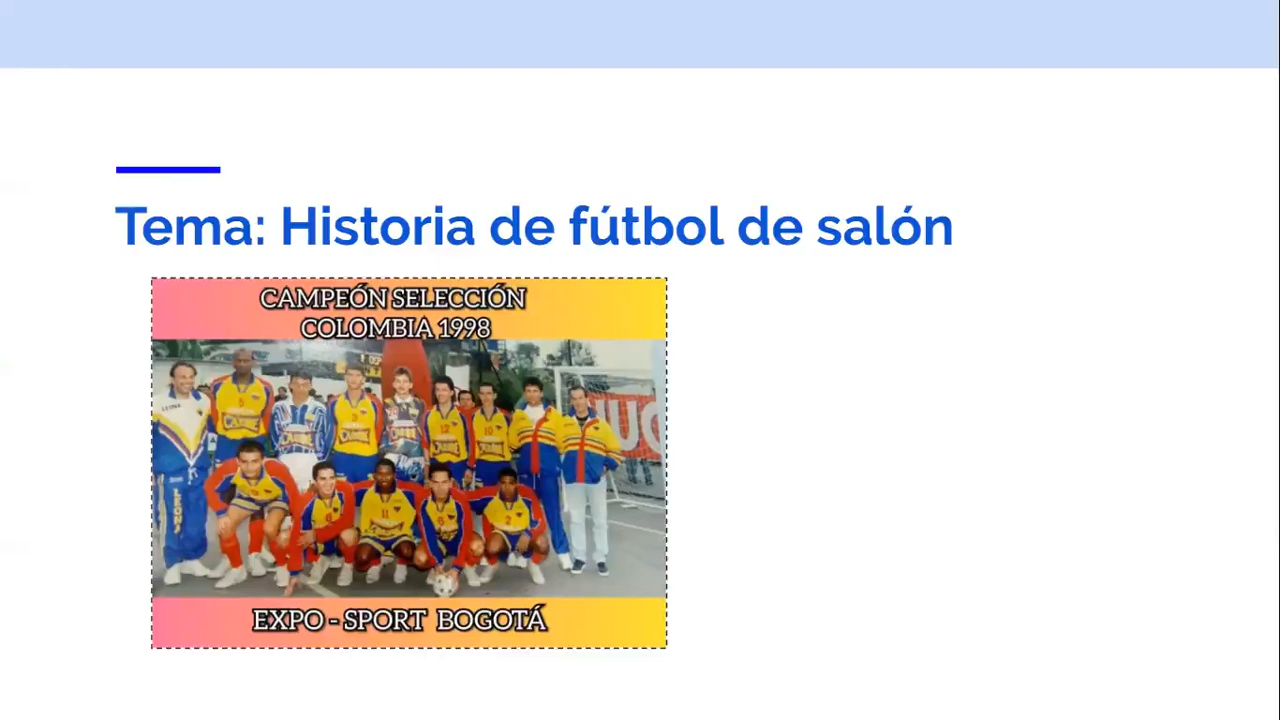 Tema: Historia de fútbol de salón
CAMPEÓN SELECCIÓN
COLOMBIA 1998
EXPO - SPORT BOGOTÁ